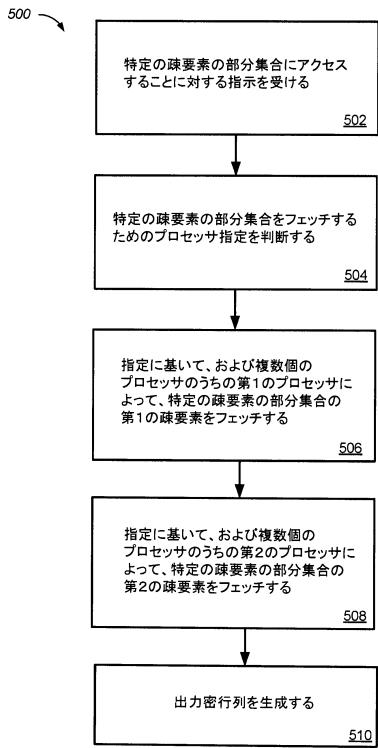 500
特定の疎要素の部分集合にアクセス
することに対する指示を受ける
502
特定の疎要素の部分集合をフェッチする
ためのプロセッサ指定を判断する
504
指定に基いて、および複数個の
プロセッサのうちの第1のプロセッサに
よって、特定の疎要素の部分集合の
第1の疎要素をフェッチする
506
指定に基いて、および複数個の
プロセッサのうちの第2のプロセッサに
よって、特定の疎要素の部分集合の
第2の疎要素をフェッチする
508
出力密行列を生成する
510